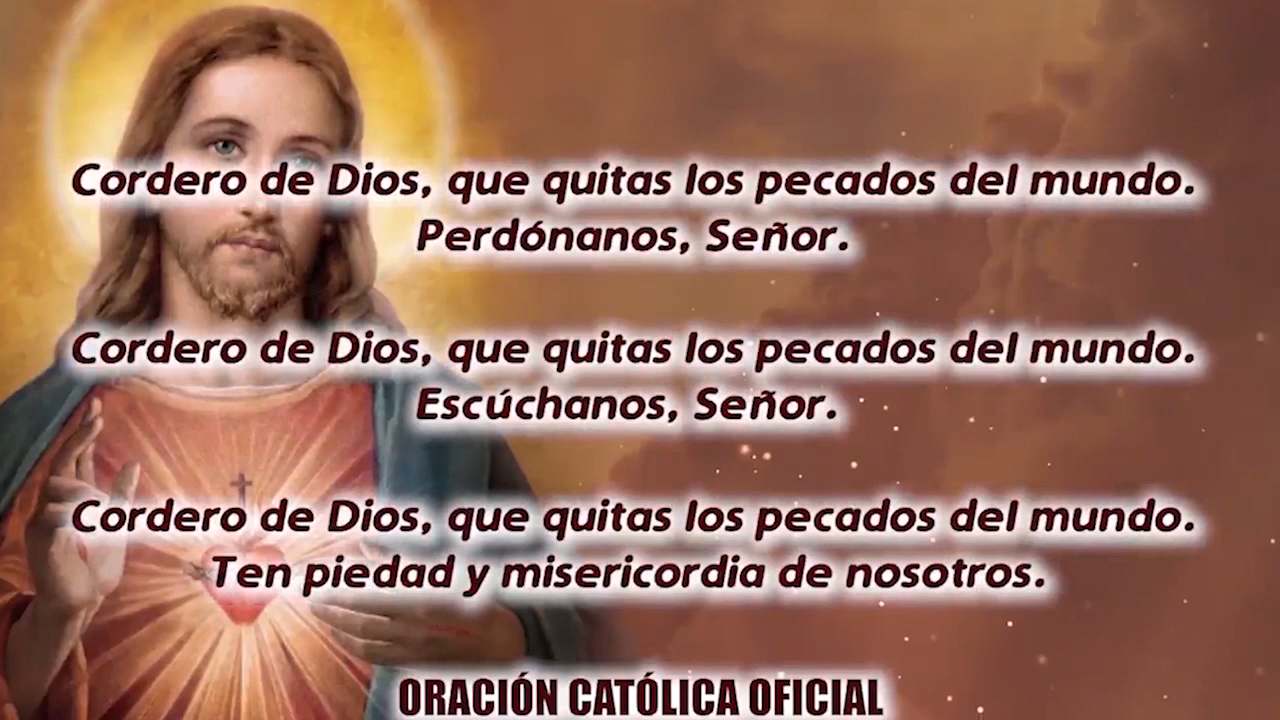 Cordero de Dios, que quitas los pecados del mundo.
Perdónanos, Señor.
Cordero de Dios, que quitas los pecados del mundo.
Escúchanos, Señor.
Cordero de Dios, que quitas los pecados del mundo.
Ten piedad y misericordia de nosotros.
ORACIÓN CATÓLICA OFICIAL